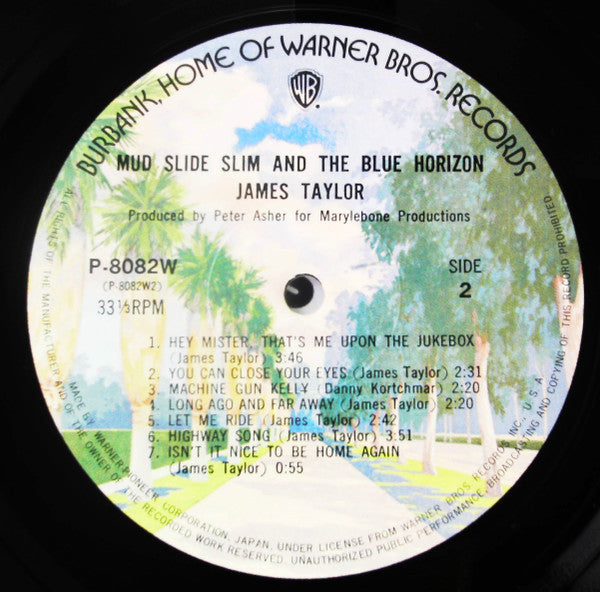 BURBANK, HOME OF WARNER BROS. RECORDS
WB
MUD SLIDE SLIM AND THE BLUE HORIZON
JAMES TAYLOR
Produced by Peter Asher for Marylebone Productions
P-8082W
(P-8082W2)
33⅓RPM
SIDE
2
1. HEY MISTER, THAT'S ME UPON THE JUKEBOX
(James Taylor) 3:46
2. YOU CAN CLOSE YOUR EYES (James Taylor) 2:31
3. MACHINE GUN KELLY (Danny Kortchmar) 2:20
4. LONG AGO AND FAR AWAY (James Taylor) 2:20
5. LET ME RIDE (James Taylor) 2:42
6. HIGHWAY SONG (James Taylor) 3:51
7. ISN'T IT NICE TO BE HOME AGAIN
(James Taylor) 0:55
MADE BY WARNER-PIONEER CORPORATION, JAPAN, UNDER LICENSE FROM WARNER BROS. RECORDS INC., U.S.A.
ALL RIGHTS OF THE MANUFACTURER AND OF THE OWNER OF THE RECORDED WORK RESERVED. UNAUTHORIZED PUBLIC PERFORMANCE, BROADCASTING AND COPYING OF THIS RECORD PROHIBITED